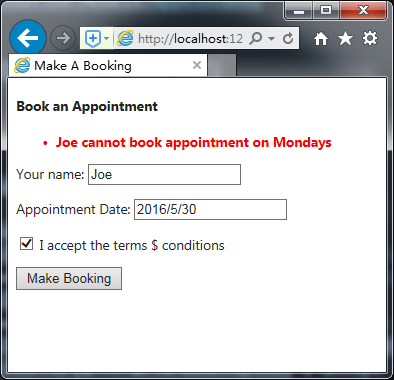 http://localhost:12
Make A Booking
Book an Appointment
• Joe cannot book appointment on Mondays
Your name: Joe
Appointment Date: 2016/5/30
I accept the terms $ conditions
Make Booking